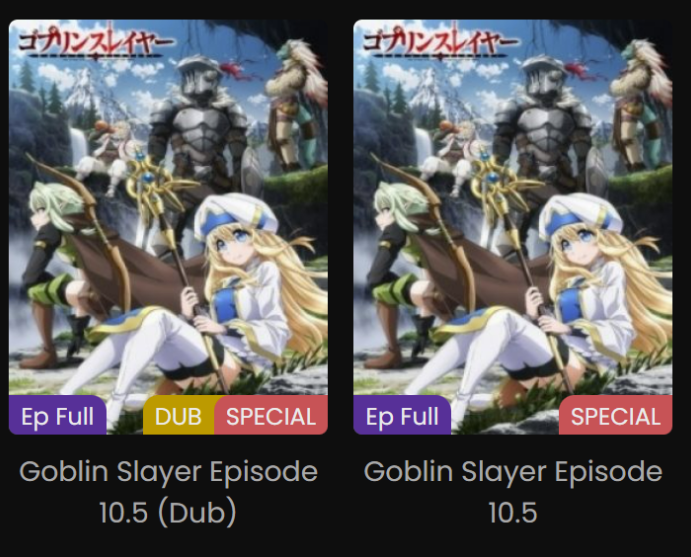 ゴブリンスレイヤー
ゴブリンスレイヤー
Ep Full
DUB
SPECIAL
Ep Full
SPECIAL
Goblin Slayer Episode
10.5 (Dub)
Goblin Slayer Episode
10.5